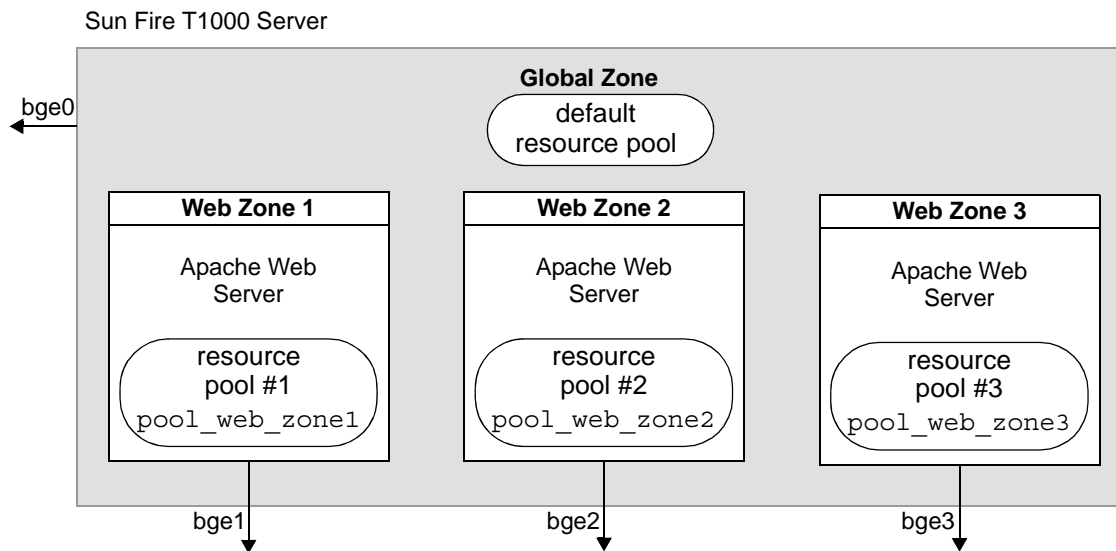 Sun Fire T1000 Server
bge0
Global Zone
default
resource pool
Web Zone 1
Apache Web
Server
resource
pool #1
pool_web_zone1
Web Zone 2
Apache Web
Server
resource
pool #2
pool_web_zone2
Web Zone 3
Apache Web
Server
resource
pool #3
pool_web_zone3
bge1
bge2
bge3